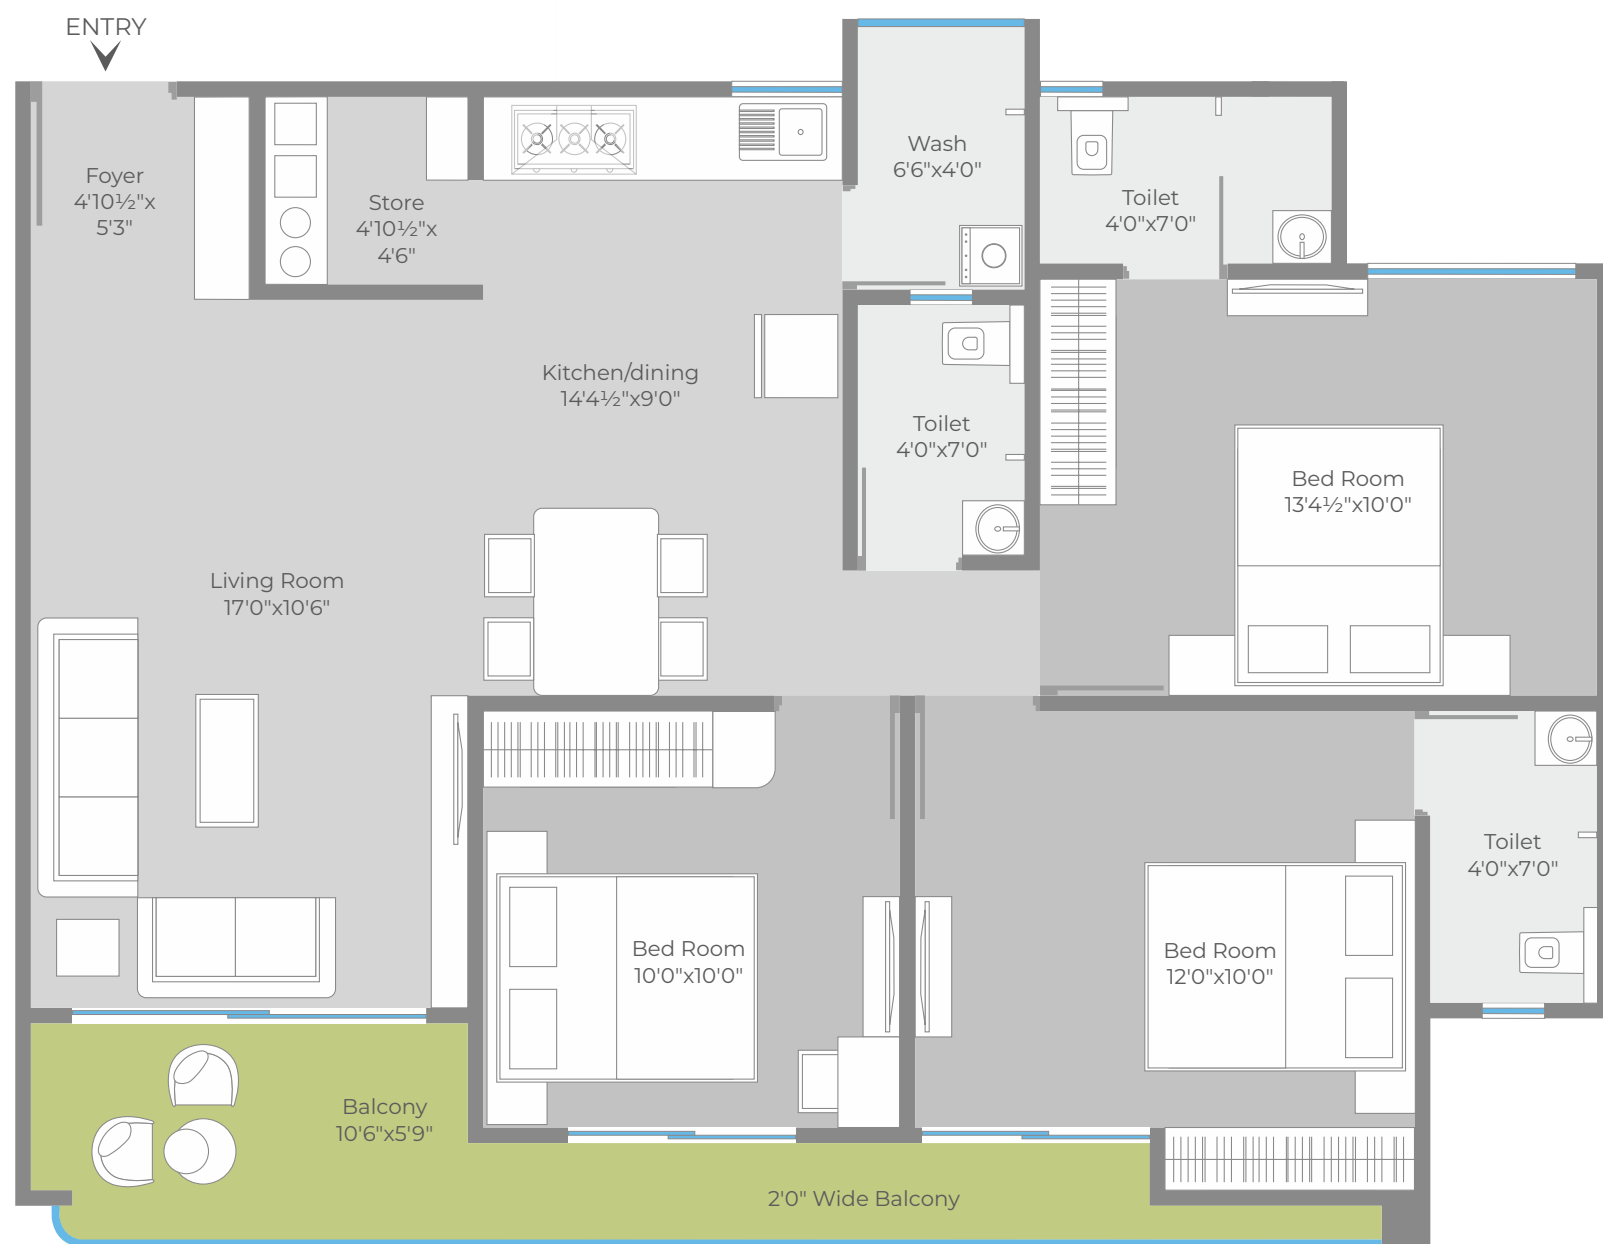 ENTRY
Foyer
4'10½"x
5'3"
Store
4'10½"x
4'6"
Wash
6'6"x4'0"
Toilet
4'0"x7'0"
Kitchen/dining
14'4½"x9'0"
Toilet
4'0"x7'0"
Bed Room
13'4½"x10'0"
Living Room
17'0"x10'6"
Toilet
4'0"x7'0"
Bed Room
10'0"x10'0"
Bed Room
12'0"x10'0"
Balcony
10'6"x5'9"
2'0" Wide Balcony